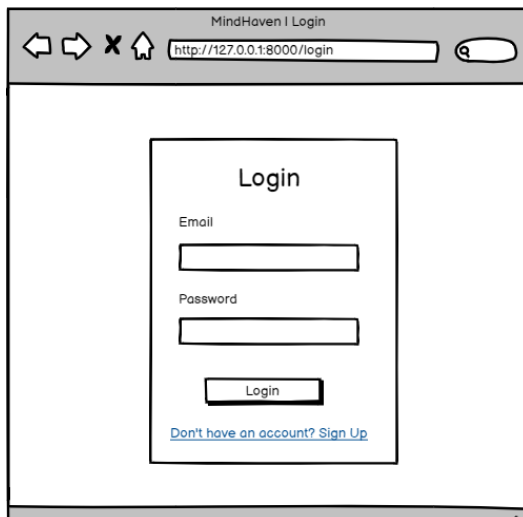 MindHaven | Login
http://127.0.0.1:8000/login
Login
Email
Password
Login
Don't have an account? Sign Up